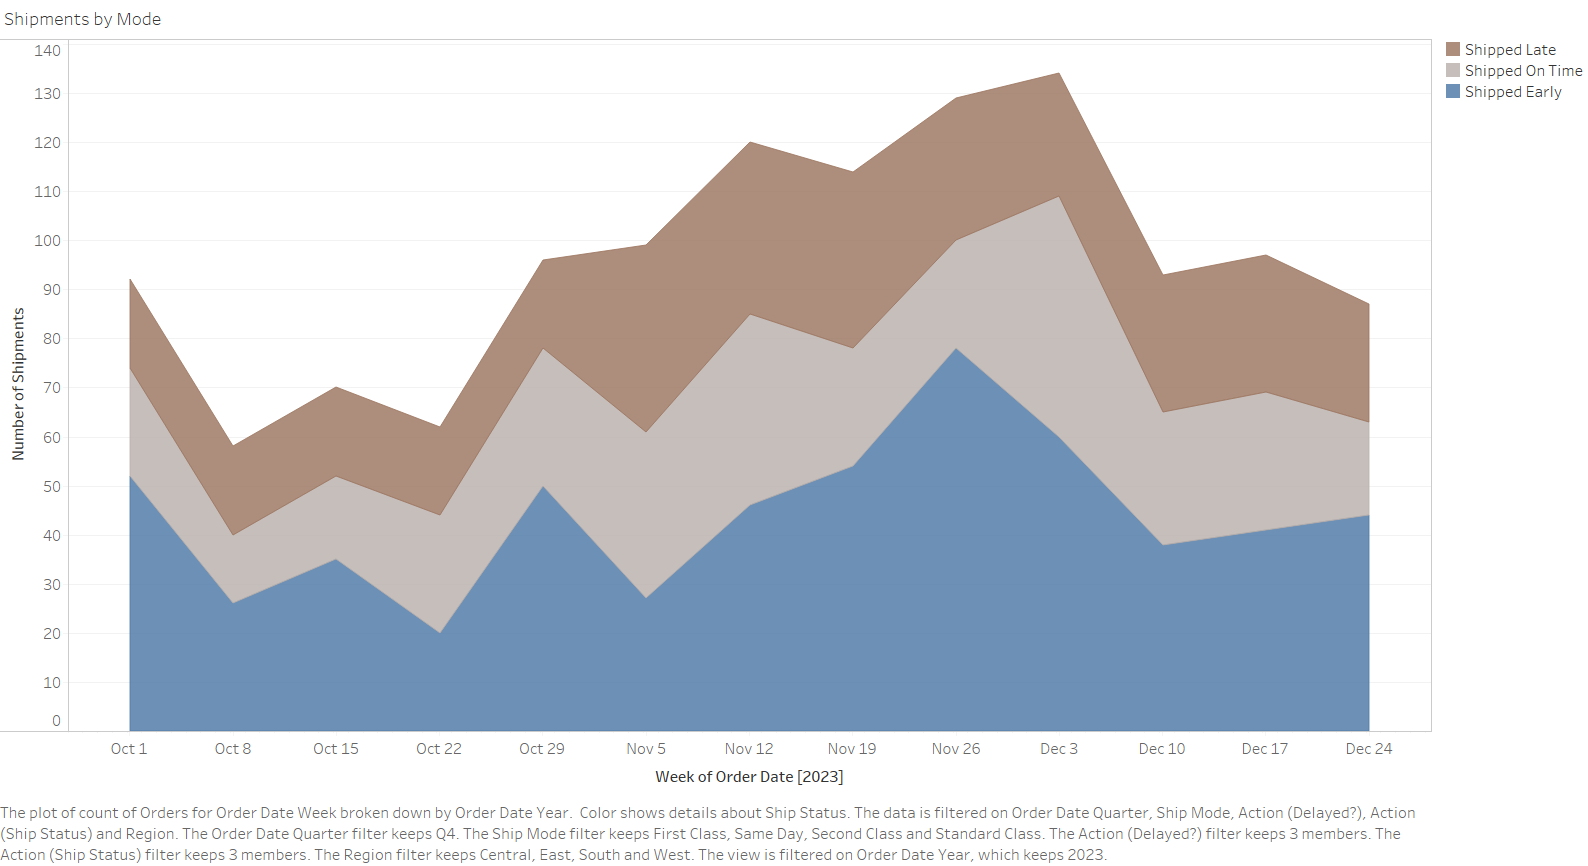 Shipments by Mode
140
130
120
110
100
90
80
70
60
50
40
30
20
10
0
Number of Shipments
Shipped Late
Shipped On Time
Shipped Early
Oct 1
Oct 8
Oct 15
Oct 22
Oct 29
Nov 5
Nov 12
Nov 19
Nov 26
Dec 3
Dec 10
Dec 17
Dec 24
Week of Order Date [2023]
The plot of count of Orders for Order Date Week broken down by Order Date Year.  Color shows details about Ship Status. The data is filtered on Order Date Quarter, Ship Mode, Action (Delayed?), Action
(Ship Status) and Region. The Order Date Quarter filter keeps Q4. The Ship Mode filter keeps First Class, Same Day, Second Class and Standard Class. The Action (Delayed?) filter keeps 3 members. The
Action (Ship Status) filter keeps 3 members. The Region filter keeps Central, East, South and West. The view is filtered on Order Date Year, which keeps 2023.